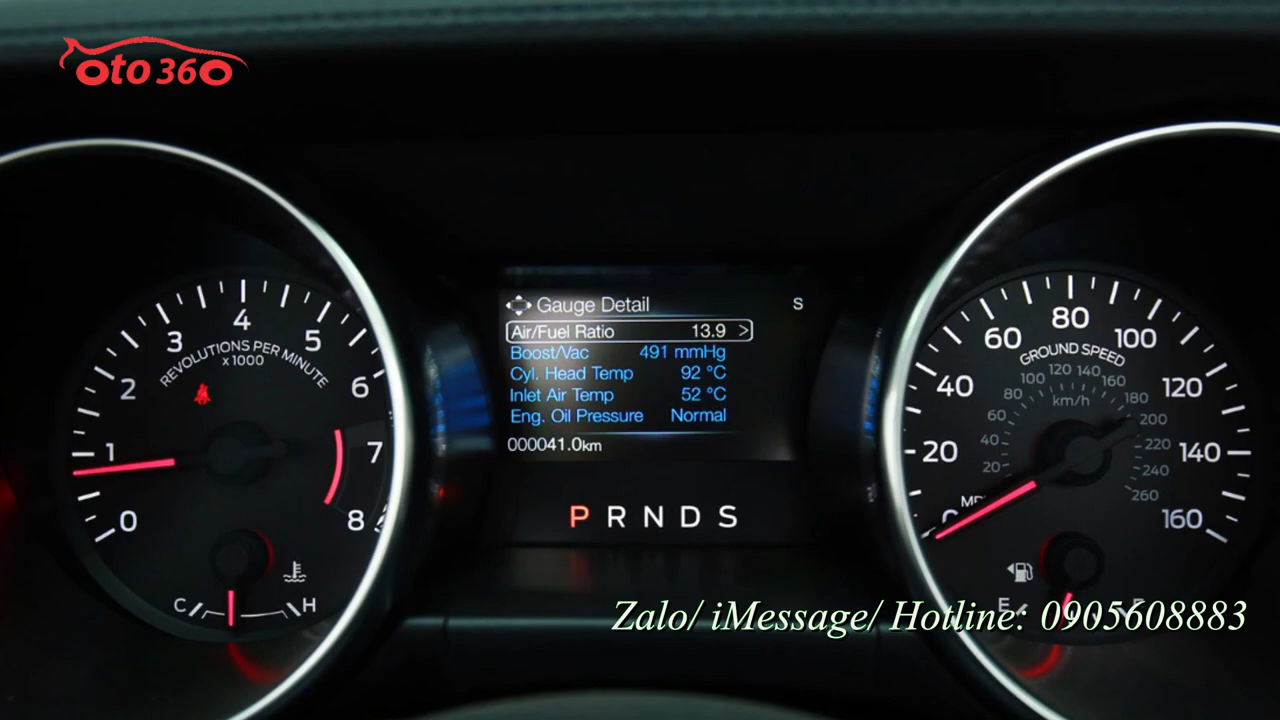 oto 360
Gauge Detail S
Air/Fuel Ratio 13.9 >
Boost/Vac 491 mmHg
Cyl. Head Temp 92 °C
Inlet Air Temp 52 °C
Eng. Oil Pressure Normal
000041.0km
P R N D S
0 1 2 3 4 5 6 7 8
REVOLUTIONS PER MINUTE
x1000
C H
0 20 40 60 80 100 120 140 160
GROUND SPEED
20 40 60 80 100 120 140 160 180 200 220 240 260
km/h
E
Zalo/ iMessage/ Hotline: 0905608883